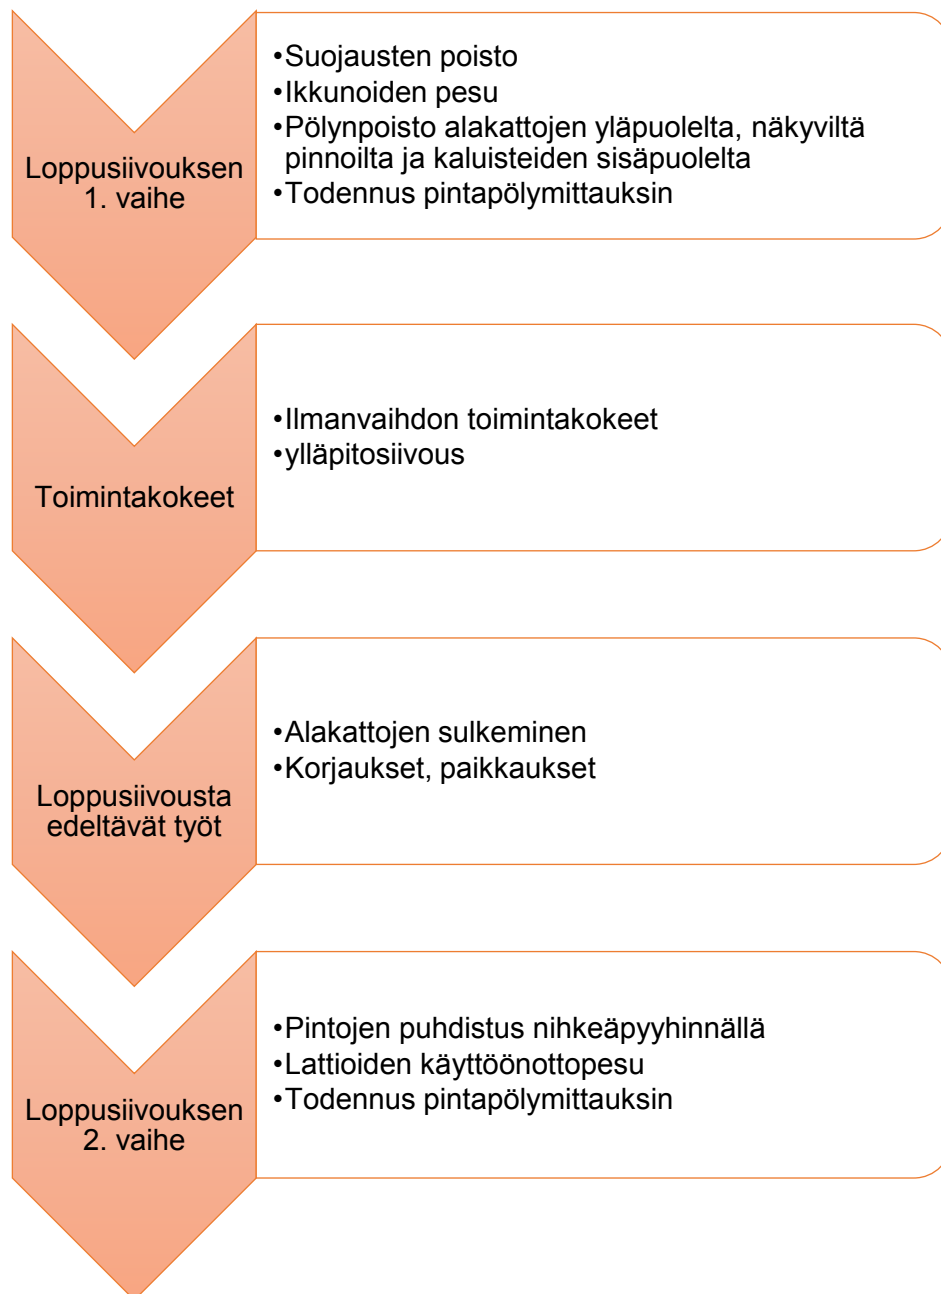 Loppusiivouksen
1. vaihe
•Suojausten poisto
•Ikkunoiden pesu
•Pölynpoisto alakattojen yläpuolelta, näkyviltä
pinnoilta ja kaluisteiden sisäpuolelta
•Todennus pintapölymittauksin
Toimintakokeet
•Ilmanvaihdon toimintakokeet
•ylläpitosiivous
Loppusiivousta
edeltävät työt
•Alakattojen sulkeminen
•Korjaukset, paikkaukset
Loppusiivouksen
2. vaihe
•Pintojen puhdistus nihkeäpyyhinnällä
•Lattioiden käyttöönottopesu
•Todennus pintapölymittauksin